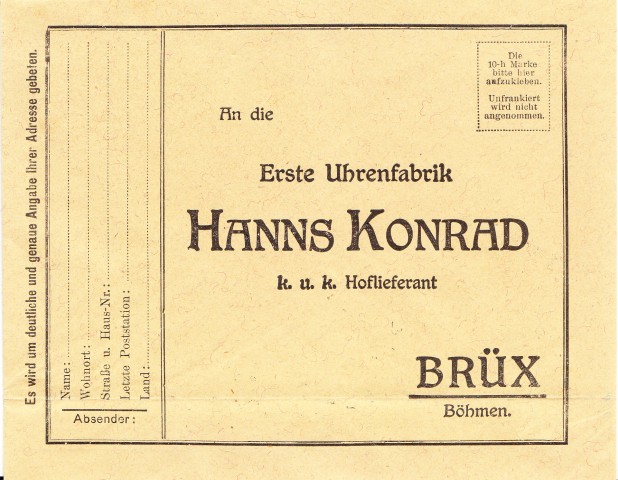 Es wird um deutliche und genaue Angabe Ihrer Adresse gebeten.
Name:
Wohnort:
Straße u. Haus-Nr.:
Letzte Poststation:
Land:
Absender:
Die
10-h Marke
bitte hier
aufzukleben.
Unfrankiert
wird nicht
angenommen.
An die
Erste Uhrenfabrik
HANNS KONRAD
k. u. k. Hoflieferant
BRÜX
Böhmen.